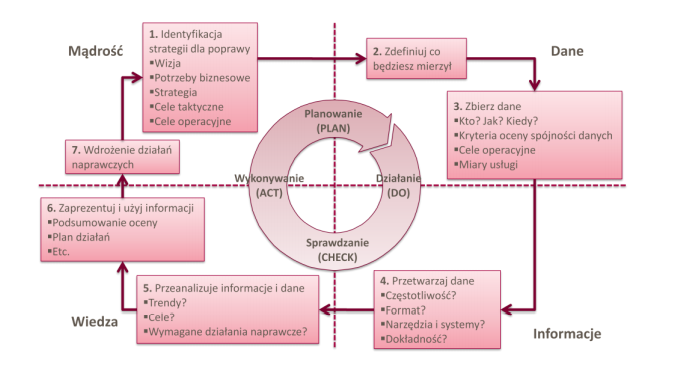 Mądrość
1. Identyfikacja
strategii dla poprawy
▪Wizja
▪Potrzeby biznesowe
▪Strategia
▪Cele taktyczne
▪Cele operacyjne
2. Zdefiniuj co
będziesz mierzył
Dane
3. Zbierz dane
▪Kto? Jak? Kiedy?
▪Kryteria oceny spójności danych
▪Cele operacyjne
▪Miary usługi
Planowanie
(PLAN)
Wykonywanie
(ACT)
Działanie
(DO)
Sprawdzanie
(CHECK)
7. Wdrożenie działań
naprawczych
6. Zaprezentuj i użyj informacji
▪Podsumowanie oceny
▪Plan działań
▪Etc.
Wiedza
5. Przeanalizuje informacje i dane
▪Trendy?
▪Cele?
▪Wymagane działania naprawcze?
4. Przetwarzaj dane
▪Częstotliwość?
▪Format?
▪Narzędzia i systemy?
▪Dokładność?
Informacje